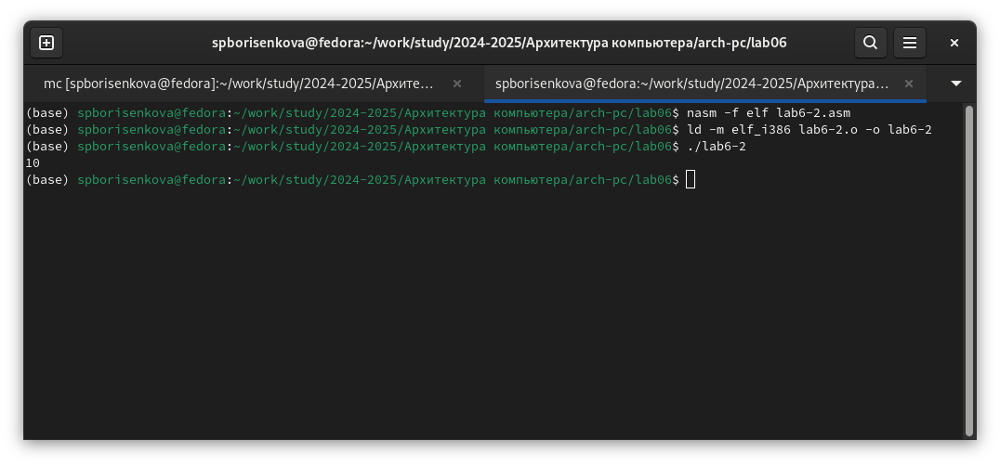 spborisenkova@fedora:~/work/study/2024-2025/Архитектура компьютера/arch-pc/lab06
mc [spborisenkova@fedora]:~/work/study/2024-2025/Архите...
spborisenkova@fedora:~/work/study/2024-2025/Архитектура...
(base) spborisenkova@fedora:~/work/study/2024-2025/Архитектура компьютера/arch-pc/lab06$ nasm -f elf lab6-2.asm
(base) spborisenkova@fedora:~/work/study/2024-2025/Архитектура компьютера/arch-pc/lab06$ ld -m elf_i386 lab6-2.o -o lab6-2
(base) spborisenkova@fedora:~/work/study/2024-2025/Архитектура компьютера/arch-pc/lab06$ ./lab6-2
10
(base) spborisenkova@fedora:~/work/study/2024-2025/Архитектура компьютера/arch-pc/lab06$